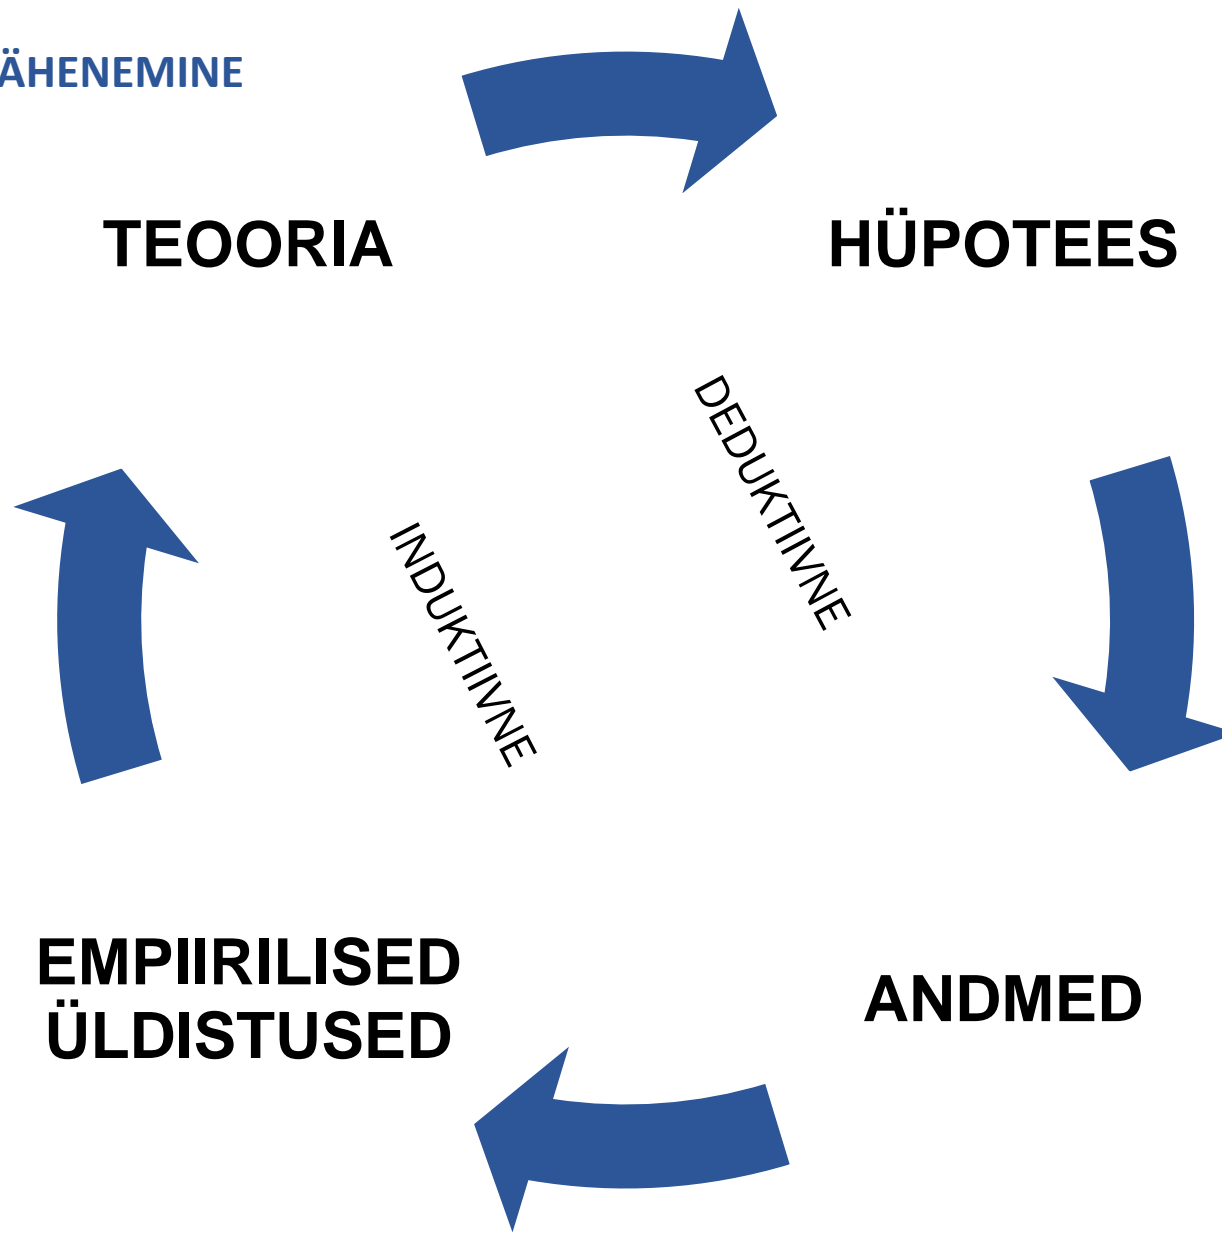 ÄHENEMINE
TEOORIA
HÜPOTEES
DEDUKTIIVNE
INDUKTIIVNE
EMPIIRILISED
ÜLDISTUSED
ANDMED